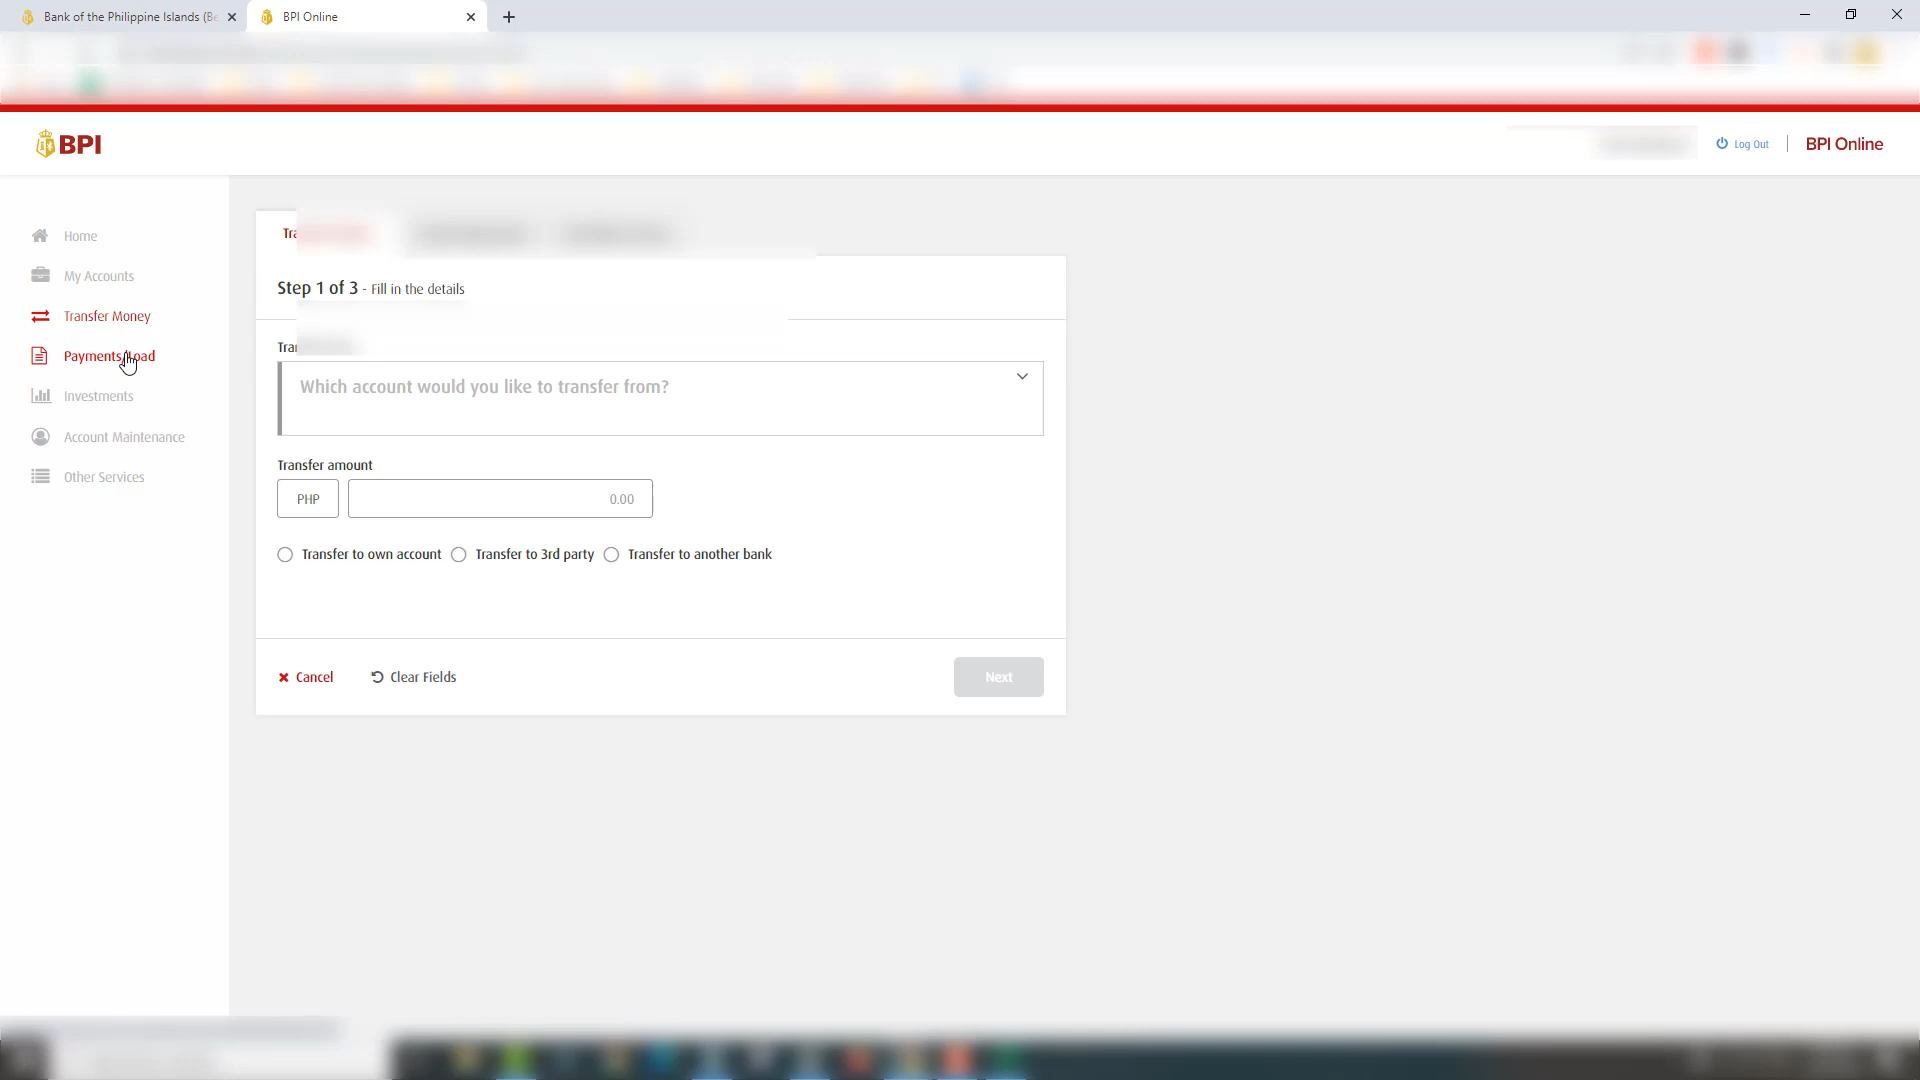 Bank of the Philippine Islands (Be
BPI Online
BPI
Log Out
BPI Online
Home
My Accounts
Transfer Money
Payments
Investments
Account Maintenance
Other Services
Step 1 of 3 - Fill in the details
Which account would you like to transfer from?
Transfer amount
PHP
0.00
Transfer to own account
Transfer to 3rd party
Transfer to another bank
Cancel
Clear Fields
Next